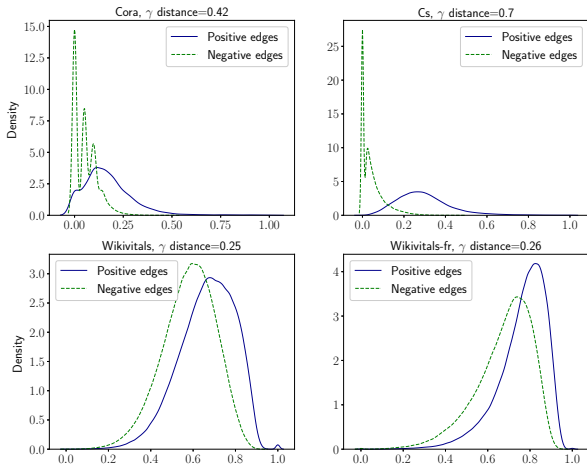 Cora, γ distance=0.42
Cs, γ distance=0.7
Density
15.0
12.5
10.0
7.5
5.0
2.5
0.0
Positive edges
Negative edges
0.00 0.25 0.50 0.75 1.00
25
20
15
10
5
0
Positive edges
Negative edges
0.0 0.2 0.4 0.6 0.8 1.0
Wikivitals, γ distance=0.25
Wikivitals-fr, γ distance=0.26
Density
3.0
2.5
2.0
1.5
1.0
0.5
0.0
Positive edges
Negative edges
0.0 0.2 0.4 0.6 0.8 1.0
4
3
2
1
0
Positive edges
Negative edges
0.0 0.2 0.4 0.6 0.8 1.0